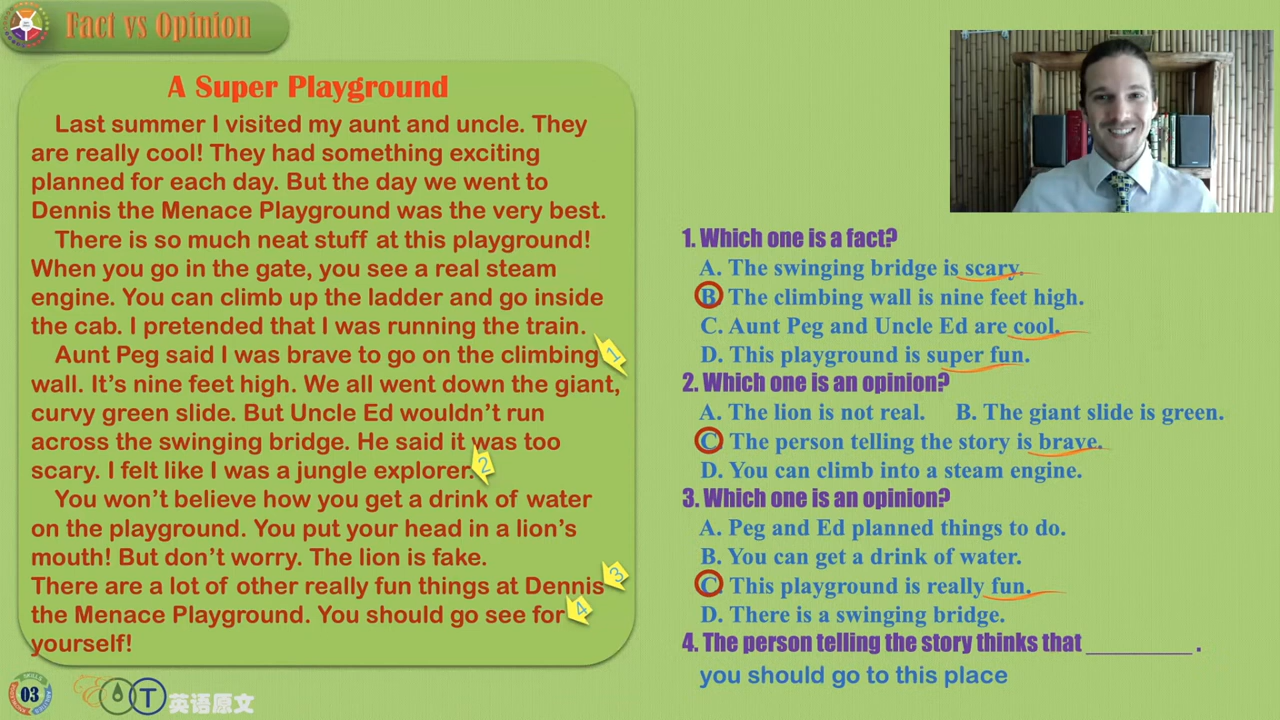 Fact vs Opinion
A Super Playground
Last summer I visited my aunt and uncle. They
are really cool! They had something exciting
planned for each day. But the day we went to
Dennis the Menace Playground was the very best.
There is so much neat stuff at this playground!
When you go in the gate, you see a real steam
engine. You can climb up the ladder and go inside
the cab. I pretended that I was running the train.
Aunt Peg said I was brave to go on the climbing
wall. It's nine feet high. We all went down the giant,
curvy green slide. But Uncle Ed wouldn't run
across the swinging bridge. He said it was too
scary. I felt like I was a jungle explorer.
You won't believe how you get a drink of water
on the playground. You put your head in a lion's
mouth! But don't worry. The lion is fake.
There are a lot of other really fun things at Dennis
the Menace Playground. You should go see for
yourself!
1
2
3
4
1. Which one is a fact?
A. The swinging bridge is scary.
B. The climbing wall is nine feet high.
C. Aunt Peg and Uncle Ed are cool.
D. This playground is super fun.
2. Which one is an opinion?
A. The lion is not real. B. The giant slide is green.
C. The person telling the story is brave.
D. You can climb into a steam engine.
3. Which one is an opinion?
A. Peg and Ed planned things to do.
B. You can get a drink of water.
C. This playground is really fun.
D. There is a swinging bridge.
4. The person telling the story thinks that ________ .
you should go to this place
03
T
英语原文